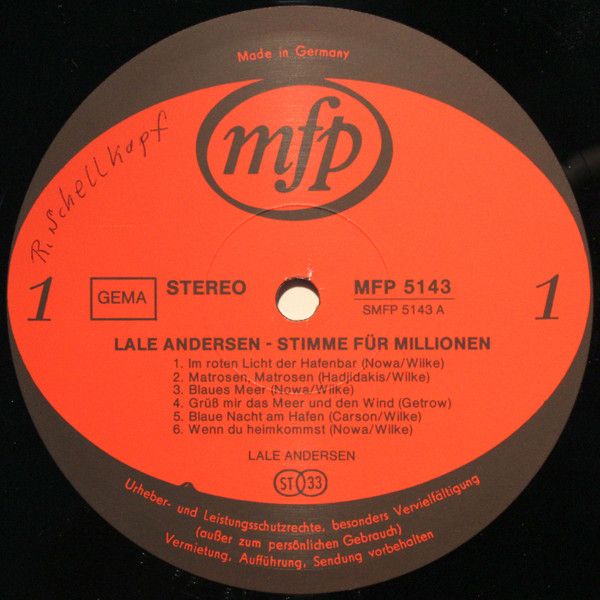 Made in Germany
mfp
R. Schellkopf
1
GEMA
STEREO
MFP 5143
SMFP 5143 A
1
LALE ANDERSEN - STIMME FÜR MILLIONEN
1. Im roten Licht der Hafenbar (Nowa/Wilke)
2. Matrosen, Matrosen (Hadjidakis/Wilke)
3. Blaues Meer (Nowa/Wilke)
4. Grüß mir das Meer und den Wind (Getrow)
5. Blaue Nacht am Hafen (Carson/Wilke)
6. Wenn du heimkommst (Nowa/Wilke)
LALE ANDERSEN
ST 33
Urheber- und Leistungsschutzrechte, besonders Vervielfältigung
(außer zum persönlichen Gebrauch)
Vermietung, Aufführung, Sendung vorbehalten